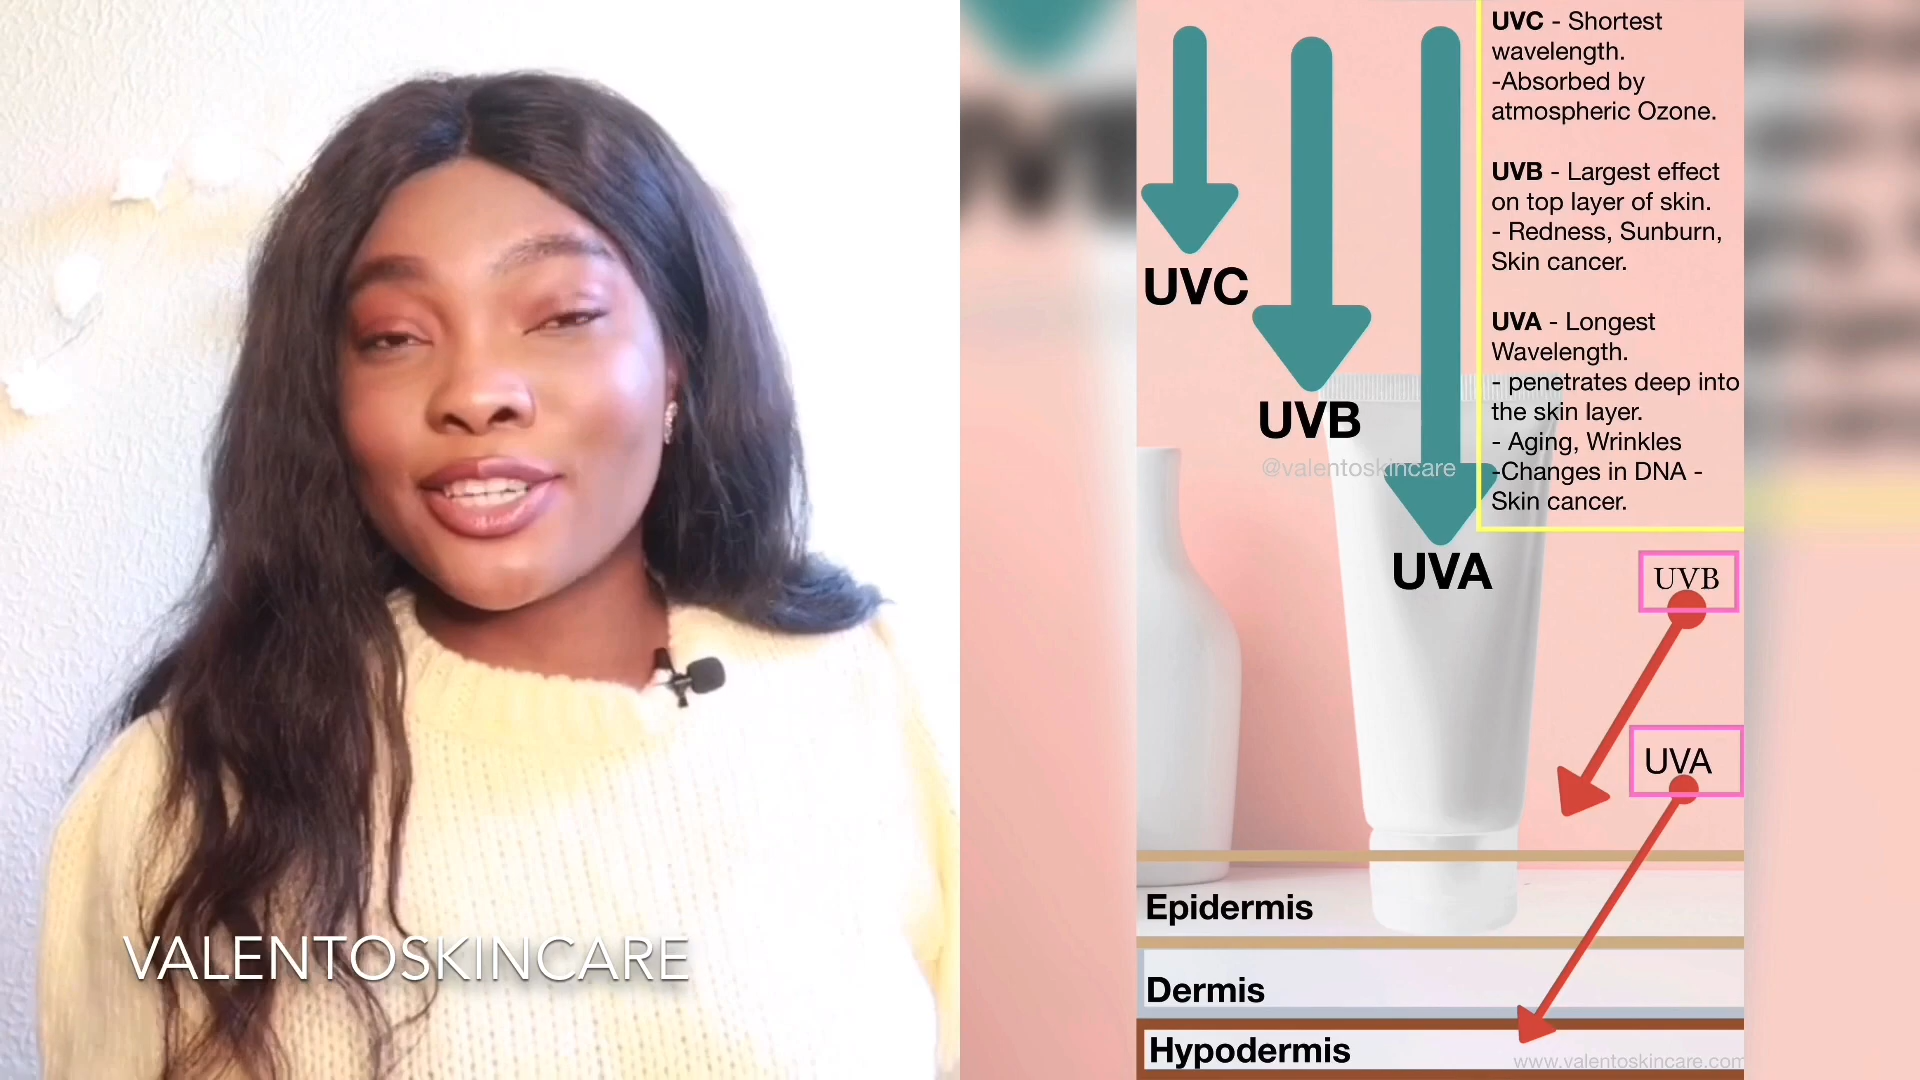 VALENTOSKINCARE
UVC
UVB
@valentoskincare
UVA
UVC - Shortest
wavelength.
-Absorbed by
atmospheric Ozone.
UVB - Largest effect
on top layer of skin.
- Redness, Sunburn,
Skin cancer.
UVA - Longest
Wavelength.
- penetrates deep into
the skin layer.
- Aging, Wrinkles
-Changes in DNA -
Skin cancer.
UVB
UVA
Epidermis
Dermis
Hypodermis
www.valentoskincare.com